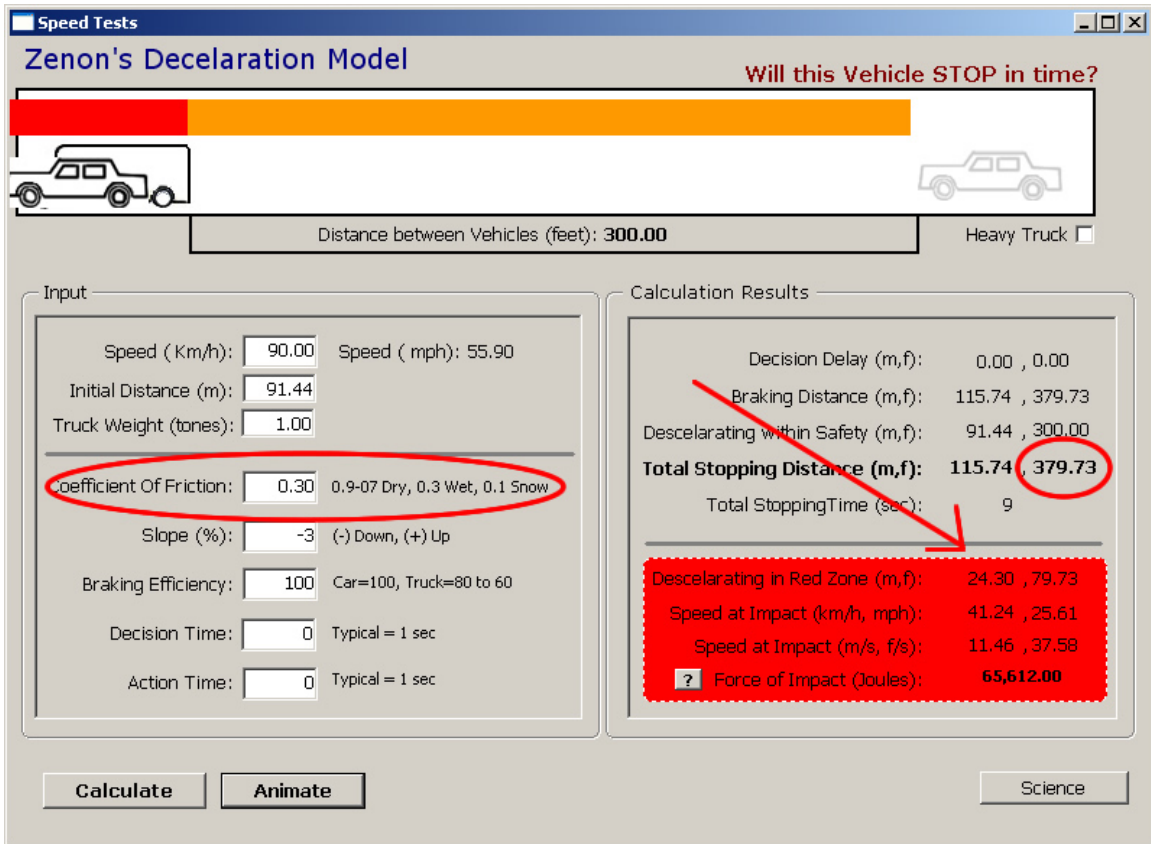 Speed Tests
Zenon's Decelaration Model
Will this Vehicle STOP in time?
Distance between Vehicles (feet): 300.00
Heavy Truck
Input
Speed ( Km/h): 90.00 Speed ( mph): 55.90
Initial Distance (m): 91.44
Truck Weight (tones): 1.00
Coefficient Of Friction: 0.30 0.9-07 Dry, 0.3 Wet, 0.1 Snow
Slope (%): -3 (-) Down, (+) Up
Braking Efficiency: 100 Car=100, Truck=80 to 60
Decision Time: 0 Typical = 1 sec
Action Time: 0 Typical = 1 sec
Calculate
Animate
Calculation Results
Decision Delay (m,f): 0.00 , 0.00
Braking Distance (m,f): 115.74 , 379.73
Descelarating within Safety (m,f): 91.44 , 300.00
Total Stopping Distance (m,f): 115.74 , 379.73
Total StoppingTime (sec): 9
Descelarating in Red Zone (m,f): 24.30 , 79.73
Speed at Impact (km/h, mph): 41.24 , 25.61
Speed at Impact (m/s, f/s): 11.46 , 37.58
? Force of Impact (Joules): 65,612.00
Science